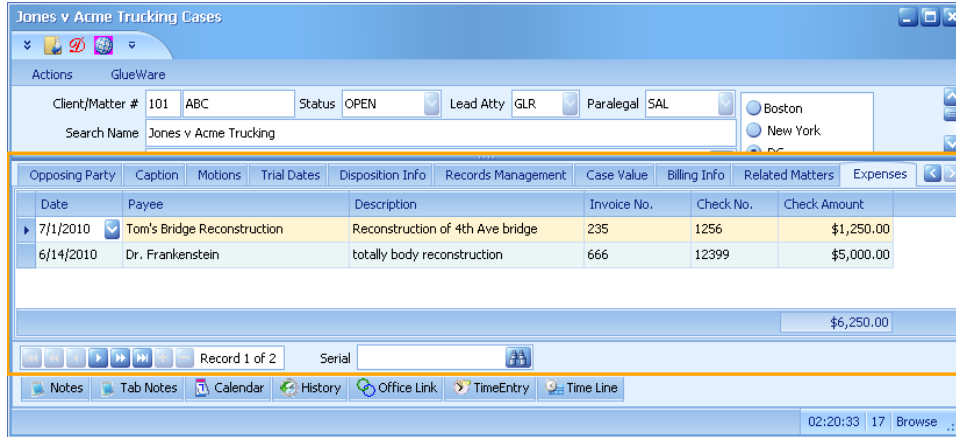 Jones v Acme Trucking Cases
Actions GlueWare
Client/Matter # 101 ABC Status OPEN Lead Atty GLR Paralegal SAL
Boston
Search Name Jones v Acme Trucking
New York
DC
Opposing Party Caption Motions Trial Dates Disposition Info Records Management Case Value Billing Info Related Matters Expenses
Date Payee Description Invoice No. Check No. Check Amount
7/1/2010 Tom's Bridge Reconstruction Reconstruction of 4th Ave bridge 235 1256 $1,250.00
6/14/2010 Dr. Frankenstein totally body reconstruction 666 12399 $5,000.00
$6,250.00
Record 1 of 2 Serial
Notes Tab Notes Calendar History Office Link TimeEntry Time Line
02:20:33 17 Browse